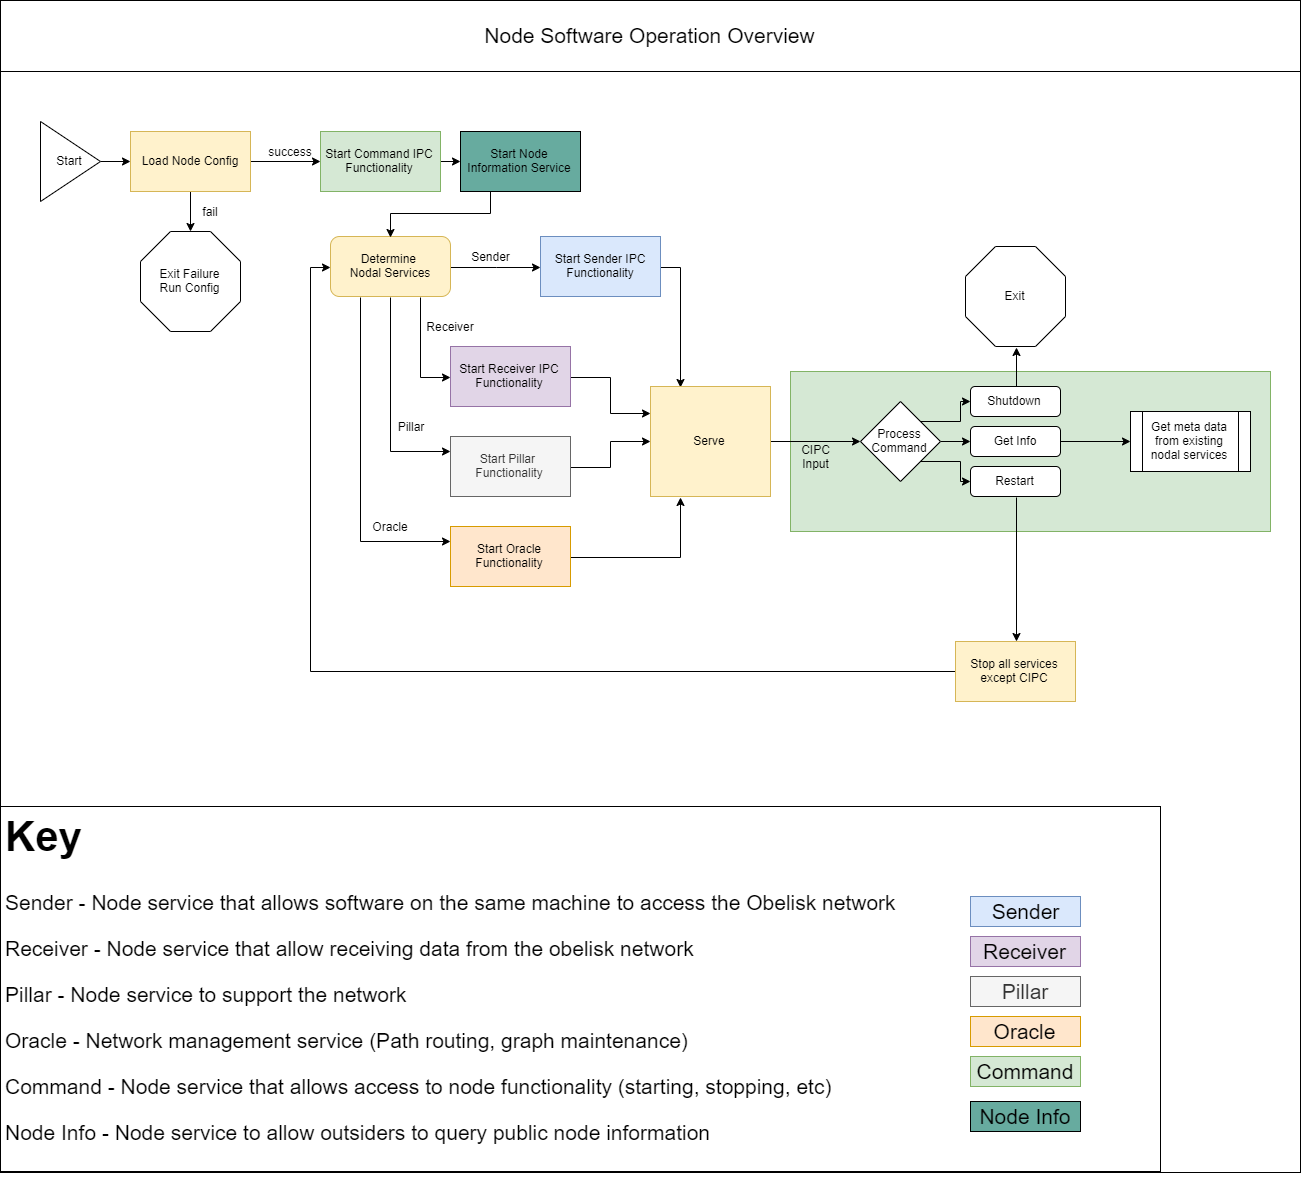 Node Software Operation Overview
Start
Load Node Config
success
Start Command IPC
Functionality
Start Node
Information Service
fail
Exit Failure
Run Config
Determine
Nodal Services
Sender
Start Sender IPC
Functionality
Receiver
Start Receiver IPC
Functionality
Pillar
Start Pillar
Functionality
Oracle
Start Oracle
Functionality
Serve
CIPC
Input
Process
Command
Exit
Shutdown
Get Info
Restart
Get meta data
from existing
nodal services
Stop all services
except CIPC
Key
Sender - Node service that allows software on the same machine to access the Obelisk network
Receiver - Node service that allow receiving data from the obelisk network
Pillar - Node service to support the network
Oracle - Network management service (Path routing, graph maintenance)
Command - Node service that allows access to node functionality (starting, stopping, etc)
Node Info - Node service to allow outsiders to query public node information
Sender
Receiver
Pillar
Oracle
Command
Node Info